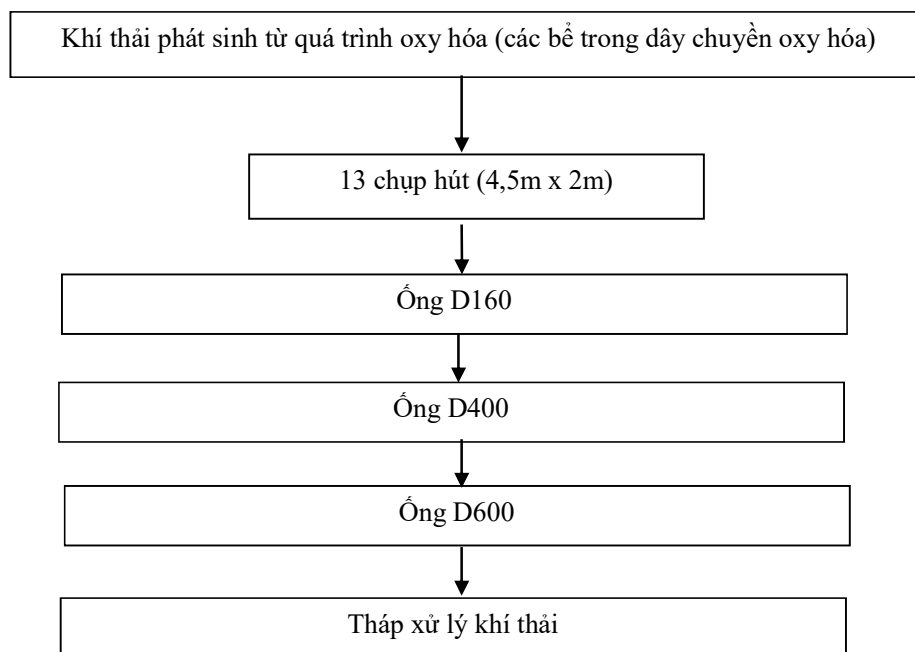 Khí thải phát sinh từ quá trình oxy hóa (các bể trong dây chuyền oxy hóa)
13 chụp hút (4,5m x 2m)
Ống D160
Ống D400
Ống D600
Tháp xử lý khí thải